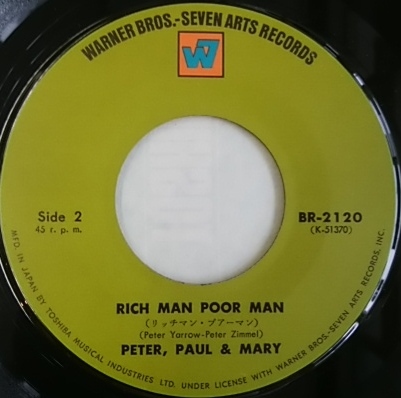 WARNER BROS.-SEVEN ARTS RECORDS
W7
Side 2
45 r. p. m.
BR-2120
(K-51370)
RICH MAN POOR MAN
(リッチマン・プアーマン)
(Peter Yarrow-Peter Zimmel)
PETER, PAUL & MARY
MFD. IN JAPAN BY TOSHIBA MUSICAL INDUSTRIES LTD. UNDER LICENSE WITH WARNER BROS.-SEVEN ARTS RECORDS, INC.